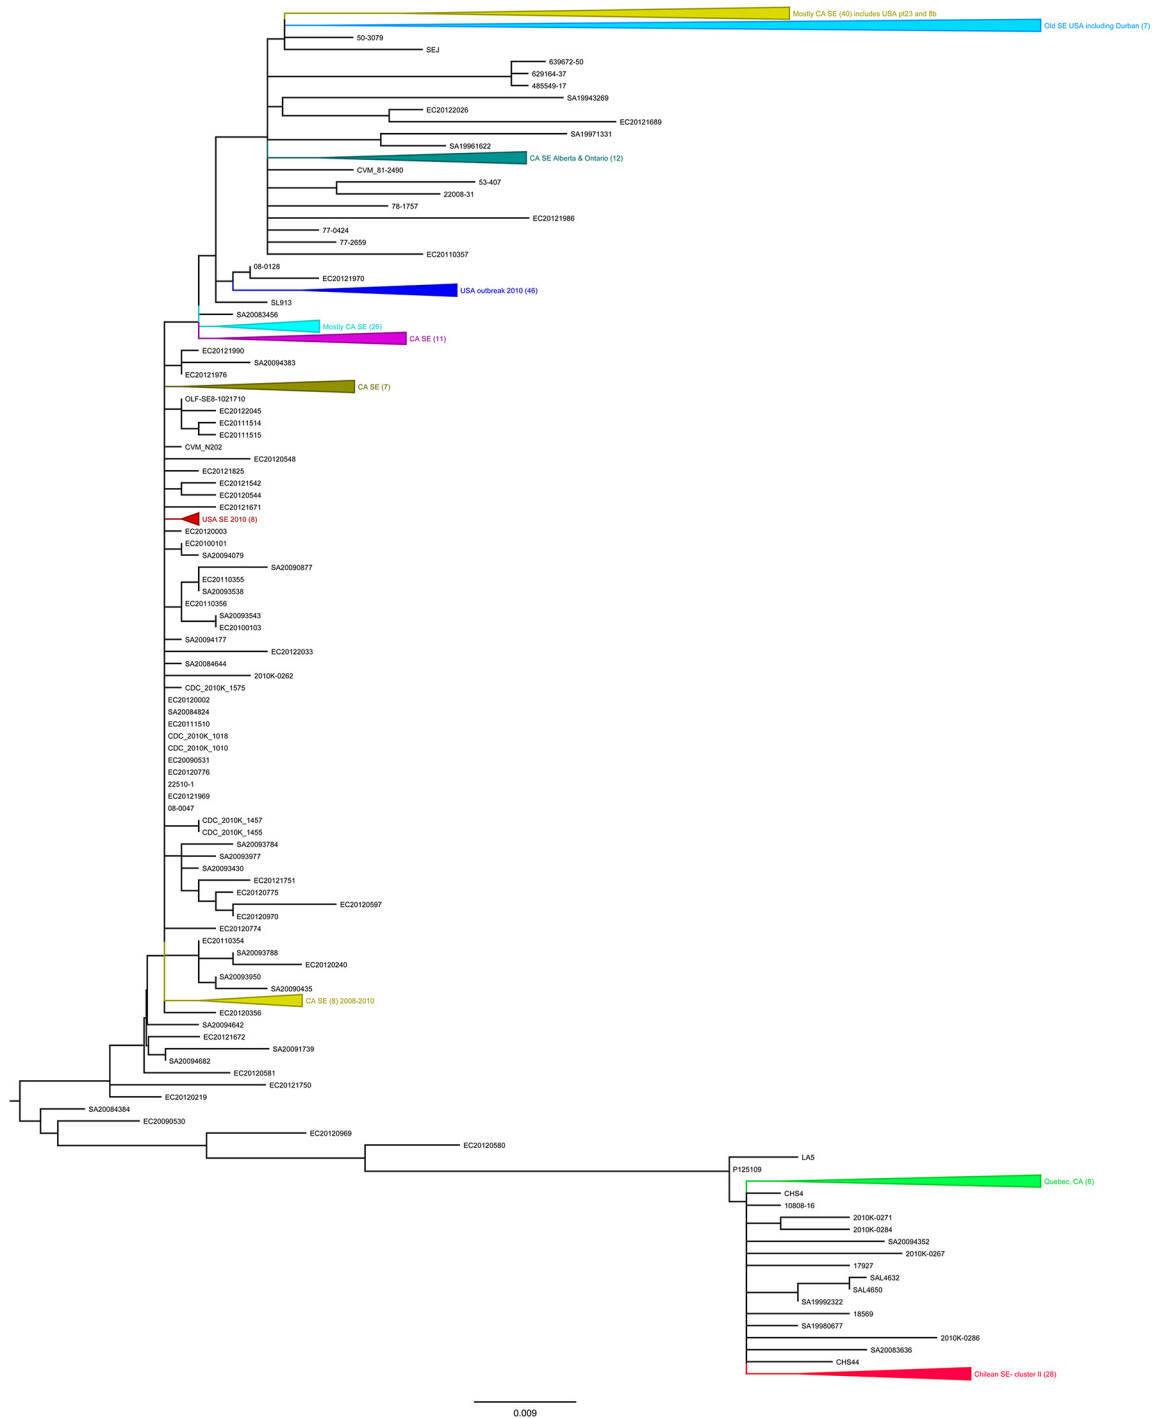 Mostly CA SE (40) includes USA pt23 and 8b
Old SE USA including Durban (7)
50-3079
SEJ
639672-50
629164-37
485549-17
SA19943269
EC20122026
EC20121689
SA19971331
SA19961622
CA SE Alberta & Ontario (12)
CVM_81-2490
53-407
22008-31
78-1757
EC20121986
77-0424
77-2659
EC20110357
08-0128
EC20121970
USA outbreak 2010 (46)
SL913
SA20083456
Mostly CA SE (26)
CA SE (11)
EC20121990
SA20094383
EC20121976
CA SE (7)
OLF-SE8-1021710
EC20122045
EC20111514
EC20111515
CVM_N202
EC20120548
EC20121825
EC20121542
EC20120544
EC20121671
USA SE 2010 (8)
EC20120003
EC20100101
SA20094079
SA20090877
EC20110355
SA20093538
EC20110356
SA20093543
EC20100103
SA20094177
EC20122033
SA20084644
2010K-0262
CDC_2010K_1575
EC20120002
SA20084824
EC20111510
CDC_2010K_1018
CDC_2010K_1010
EC20090531
EC20120776
22510-1
EC20121969
08-0047
CDC_2010K_1457
CDC_2010K_1455
SA20093784
SA20093977
SA20093430
EC20121751
EC20120775
EC20120597
EC20120970
EC20120774
EC20110354
SA20093788
EC20120240
SA20093950
SA20090435
CA SE (8) 2008-2010
EC20120356
SA20094642
EC20121672
SA20091739
SA20094682
EC20120581
EC20121750
EC20120219
SA20084384
EC20090530
EC20120969
EC20120580
LA5
P125109
Quebec, CA (6)
CHS4
10808-16
2010K-0271
2010K-0284
SA20094352
2010K-0267
17927
SAL4632
SAL4650
SA19992322
18569
SA19980677
2010K-0286
SA20083636
CHS44
Chilean SE- cluster II (28)
0.009